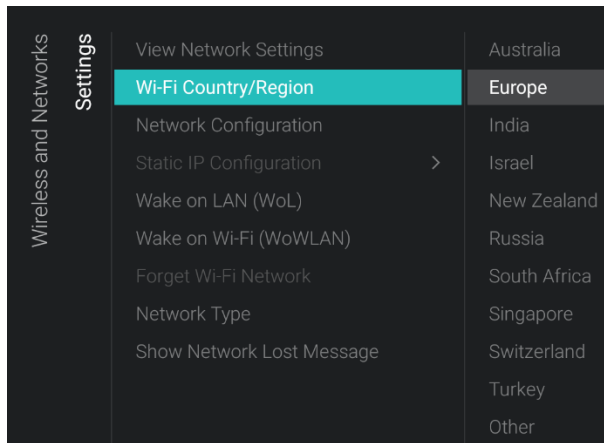 Wireless and Networks
Settings
View Network Settings
Wi-Fi Country/Region
Network Configuration
Static IP Configuration
Wake on LAN (WoL)
Wake on Wi-Fi (WoWLAN)
Forget Wi-Fi Network
Network Type
Show Network Lost Message
Australia
Europe
India
Israel
New Zealand
Russia
South Africa
Singapore
Switzerland
Turkey
Other